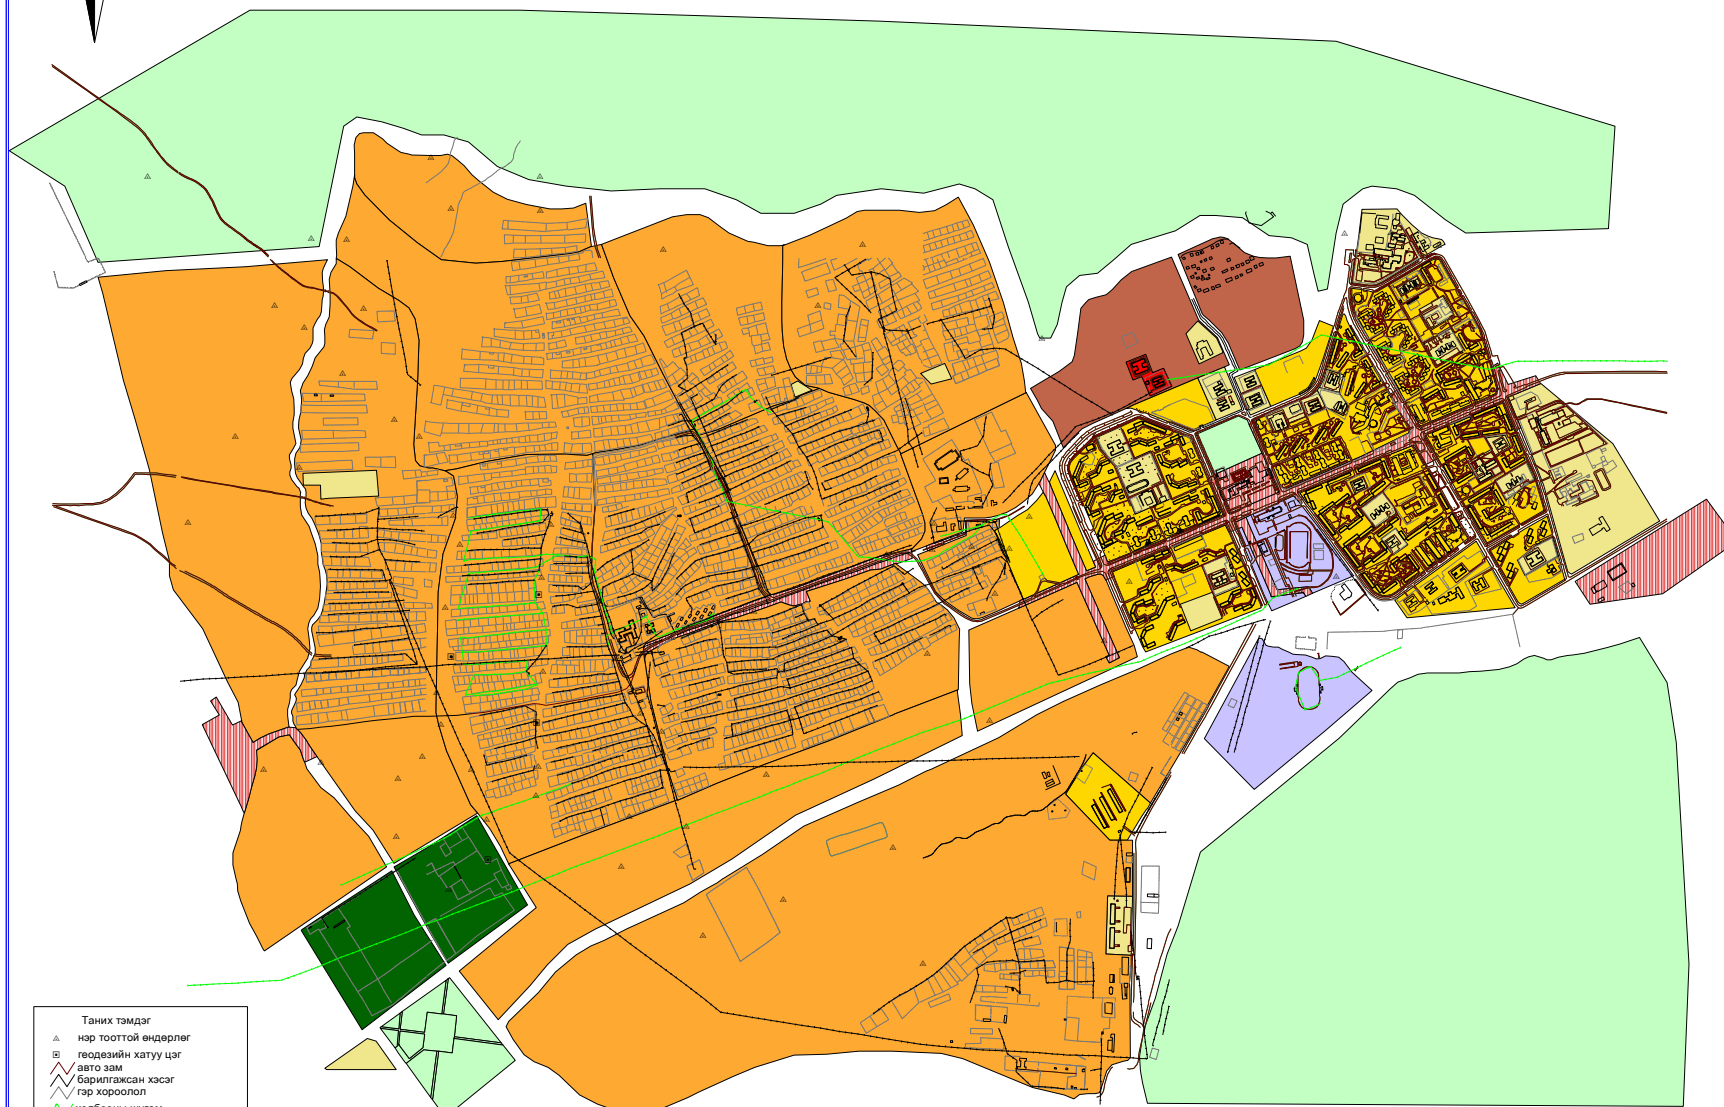 Таних тэмдэг
нэр тооттой өндөрлөг
геодезийн хатуу цэг
авто зам
барилгажсан хэсэг
гэр хороолол